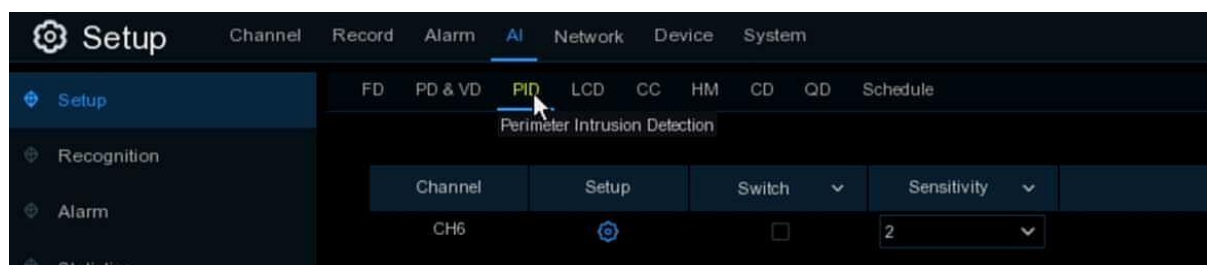 Setup Channel Record Alarm AI Network Device System
Setup FD PD & VD PID LCD CC HM CD QD Schedule
Perimeter Intrusion Detection
Recognition
Channel Setup Switch Sensitivity
Alarm
CH6 2